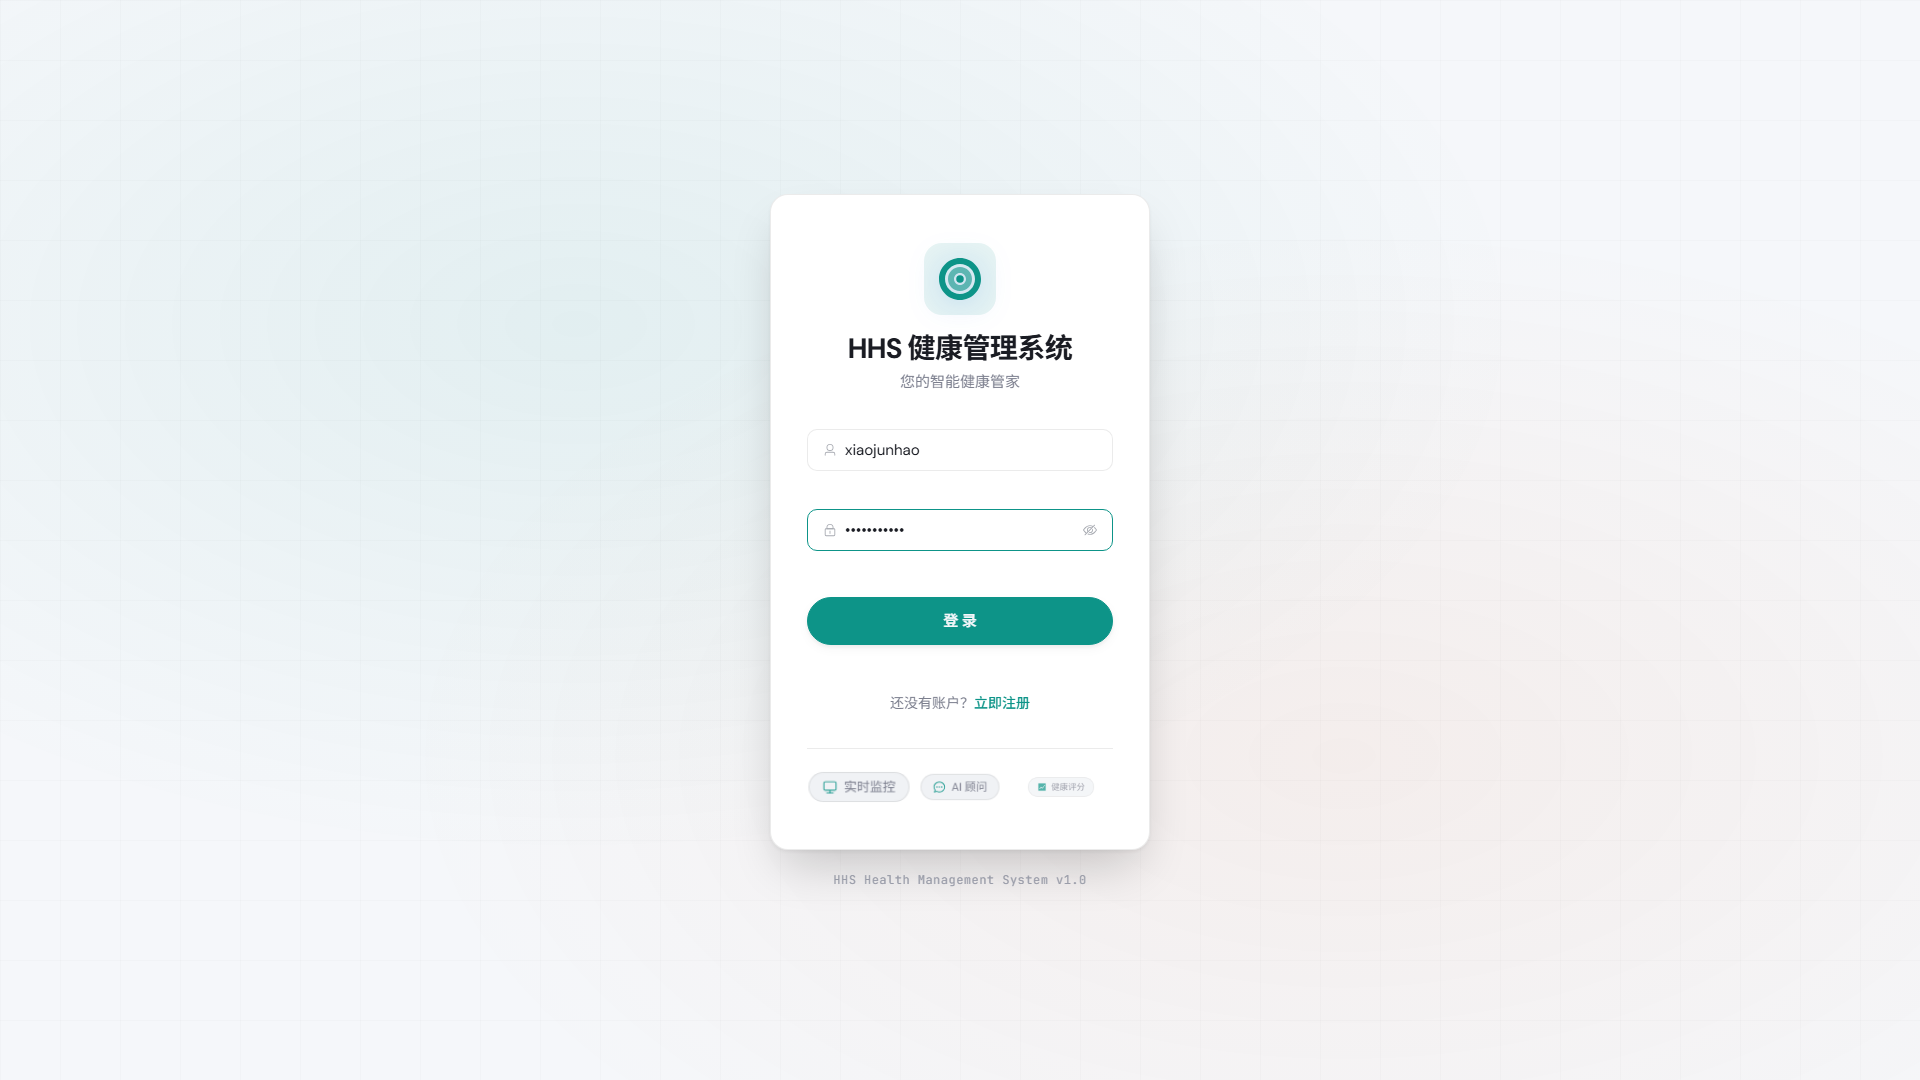 HHS 健康管理系统
您的智能健康管家
xiaojunhao
•••••••••••
登 录
还没有账户？ 立即注册
实时监控 AI 顾问 健康评分
HHS Health Management System v1.0